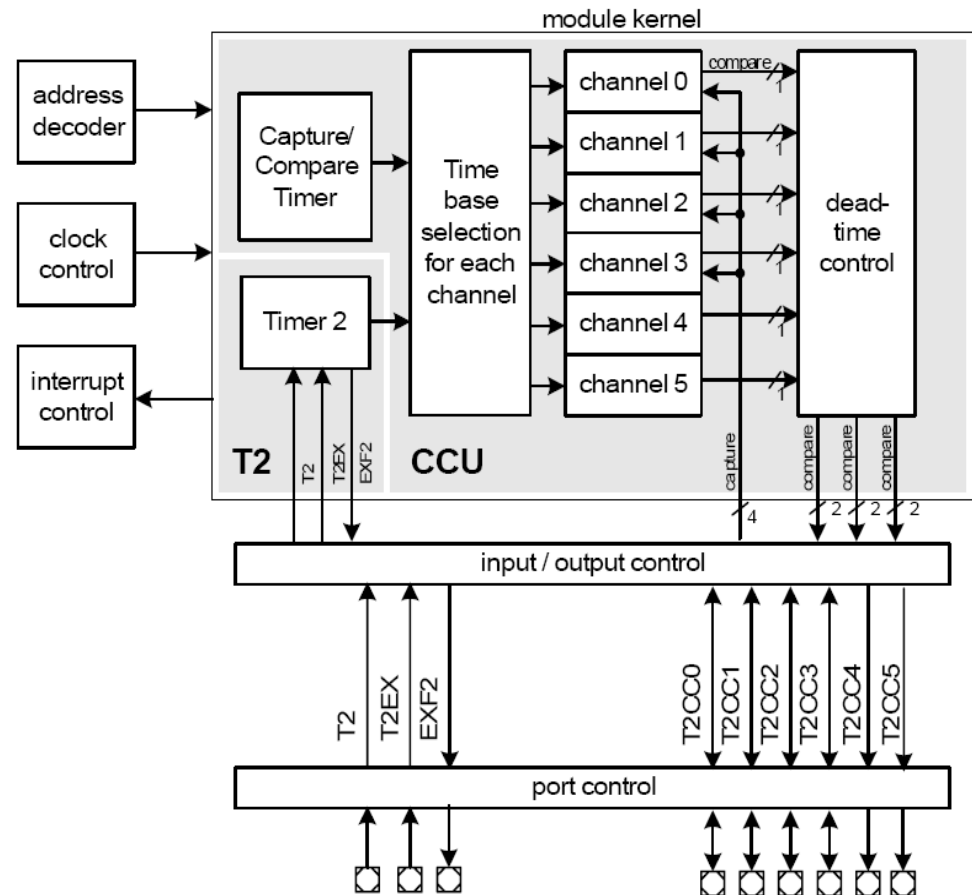 module kernel
address
decoder
clock
control
interrupt
control
Capture/
Compare
Timer
Timer 2
T2
CCU
Time
base
selection
for each
channel
channel 0
channel 1
channel 2
channel 3
channel 4
channel 5
compare
1
1
1
1
1
1
dead-
time
control
T2
T2EX
EXF2
capture
4
compare
2
compare
2
compare
2
input / output control
T2
T2EX
EXF2
T2CC0
T2CC1
T2CC2
T2CC3
T2CC4
T2CC5
port control